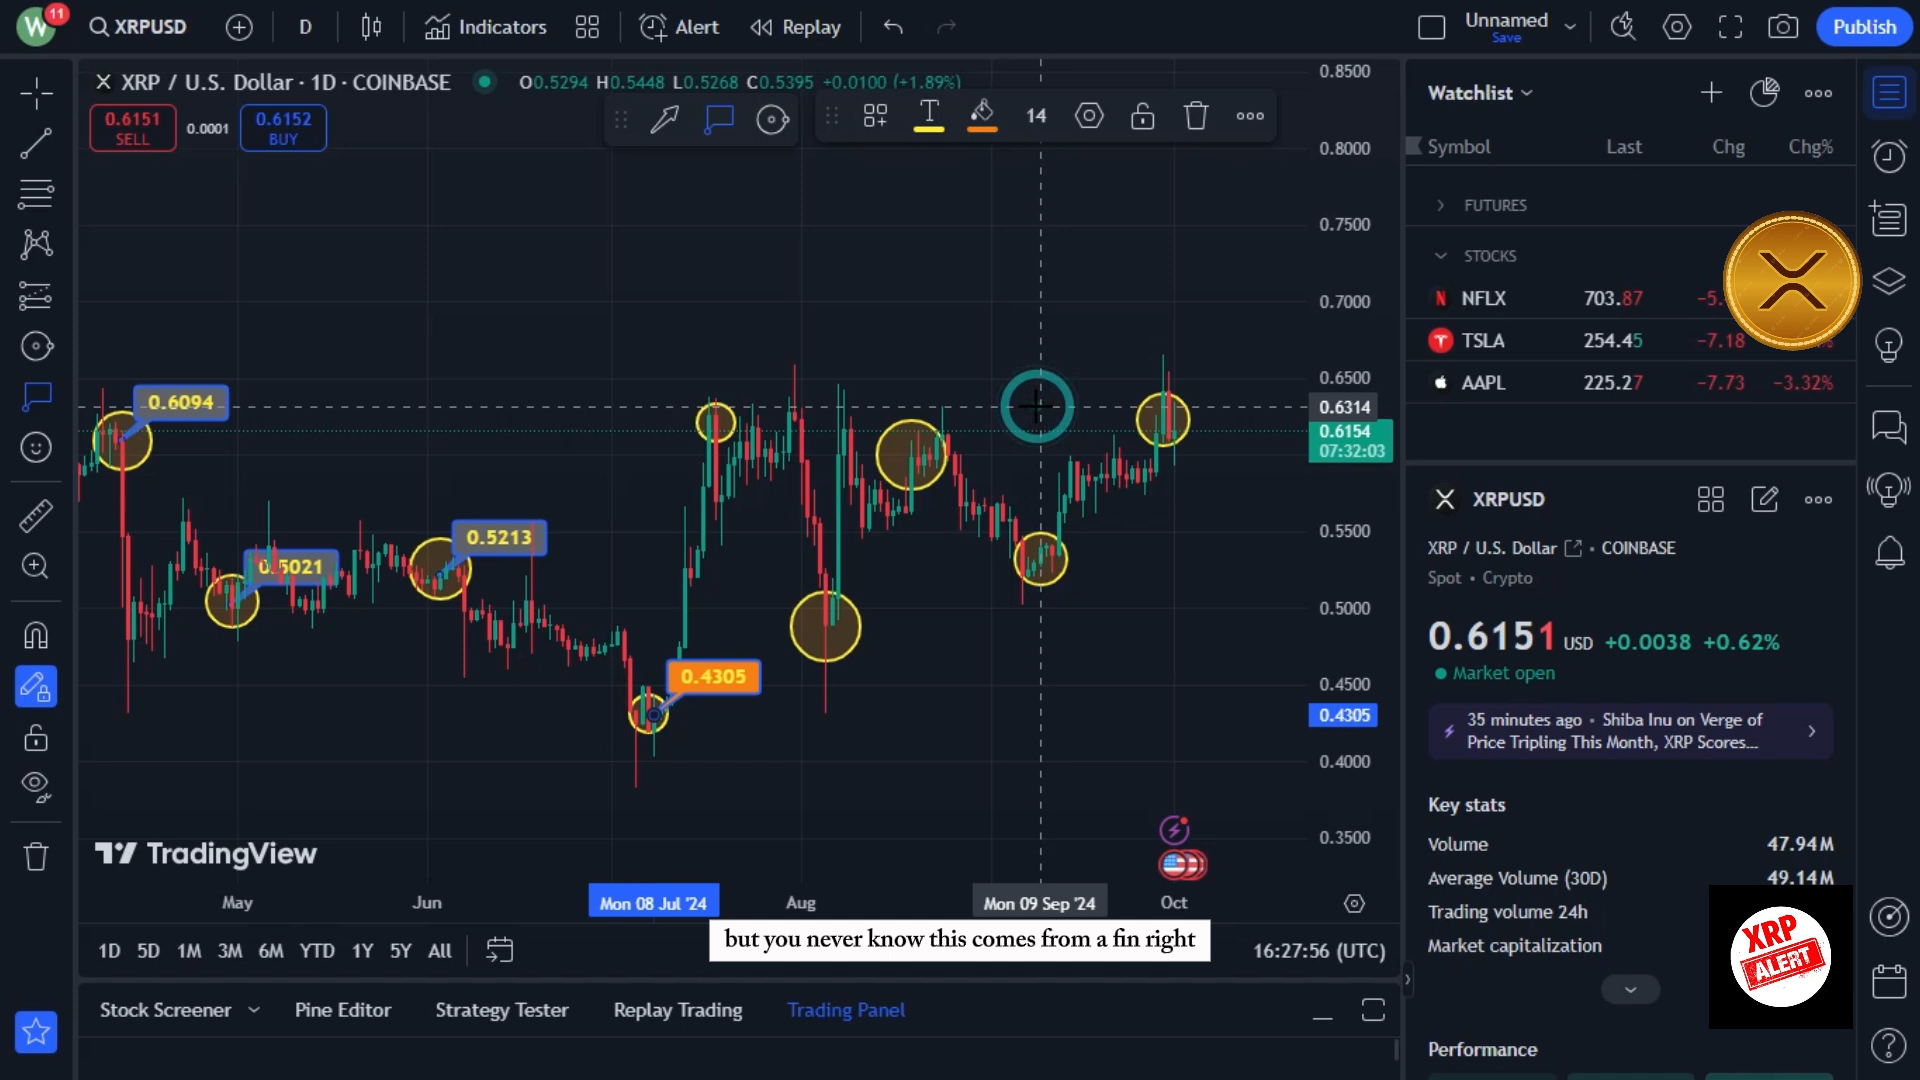 W 11 XRPUSD D Indicators Alert Replay Unnamed Save Publish
XRP / U.S. Dollar · 1D · COINBASE O0.5294 H0.5448 L0.5268 C0.5395 +0.0100 (+1.89%)
0.6151 SELL 0.0001 0.6152 BUY
T 14
0.8500
0.8000
0.7500
0.7000
0.6500
0.6314
0.6154
07:32:03
0.5500
0.5000
0.4500
0.4305
0.4000
0.3500
0.6094
0.5021
0.5213
0.4305
TradingView
May Jun Mon 08 Jul '24 Aug Mon 09 Sep '24 Oct
but you never know this comes from a fin right
1D 5D 1M 3M 6M YTD 1Y 5Y All 16:27:56 (UTC)
Stock Screener Pine Editor Strategy Tester Replay Trading Trading Panel
Watchlist
Symbol Last Chg Chg%
FUTURES
STOCKS
NFLX 703.87 −5.
TSLA 254.45 −7.18
AAPL 225.27 −7.73 −3.32%
XRPUSD
XRP / U.S. Dollar • COINBASE
Spot • Crypto
0.6151 USD +0.0038 +0.62%
Market open
35 minutes ago • Shiba Inu on Verge of
Price Tripling This Month, XRP Scores...
Key stats
Volume 47.94M
Average Volume (30D) 49.14M
Trading volume 24h
Market capitalization
XRP
ALERT
Performance